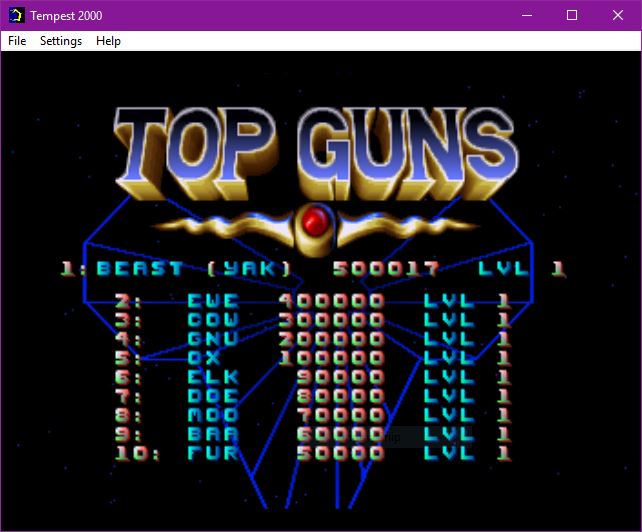 Tempest 2000
File Settings Help
TOP GUNS
1: BEAST (YAK) 500017 LVL 1
2: EWE 400000 LVL 1
3: COW 300000 LVL 1
4: GNU 200000 LVL 1
5: OX 100000 LVL 1
6: ELK 90000 LVL 1
7: DOE 80000 LVL 1
8: MOO 70000 LVL 1
9: BAA 60000 LVL 1
10: FUR 50000 LVL 1